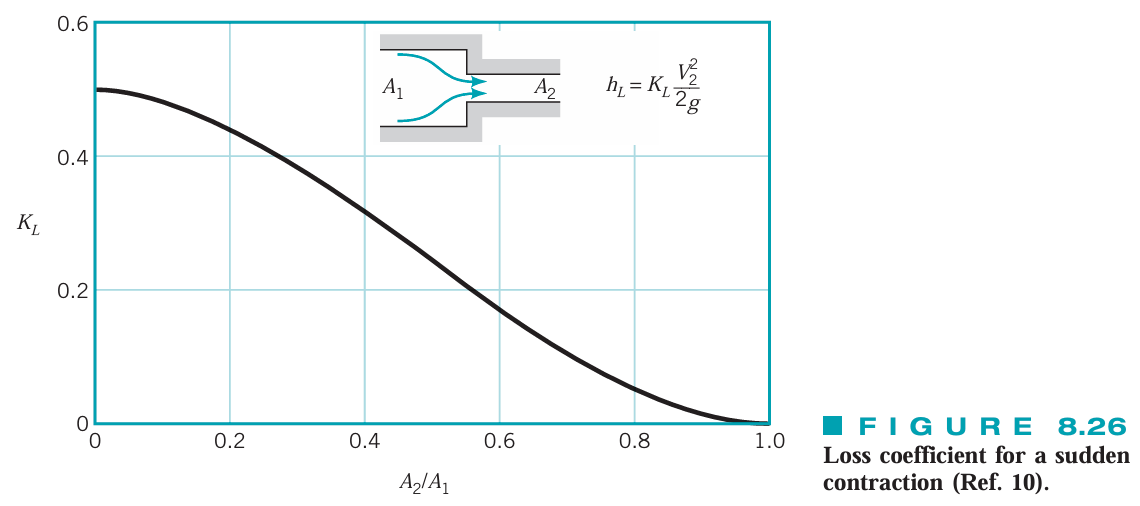 0.6
0.4
0.2
0
K_L
0
0.2
0.4
0.6
0.8
1.0
A_2/A_1
A_1
A_2
h_L = K_L V_2^2/2g
FIGURE 8.26
Loss coefficient for a sudden
contraction (Ref. 10).